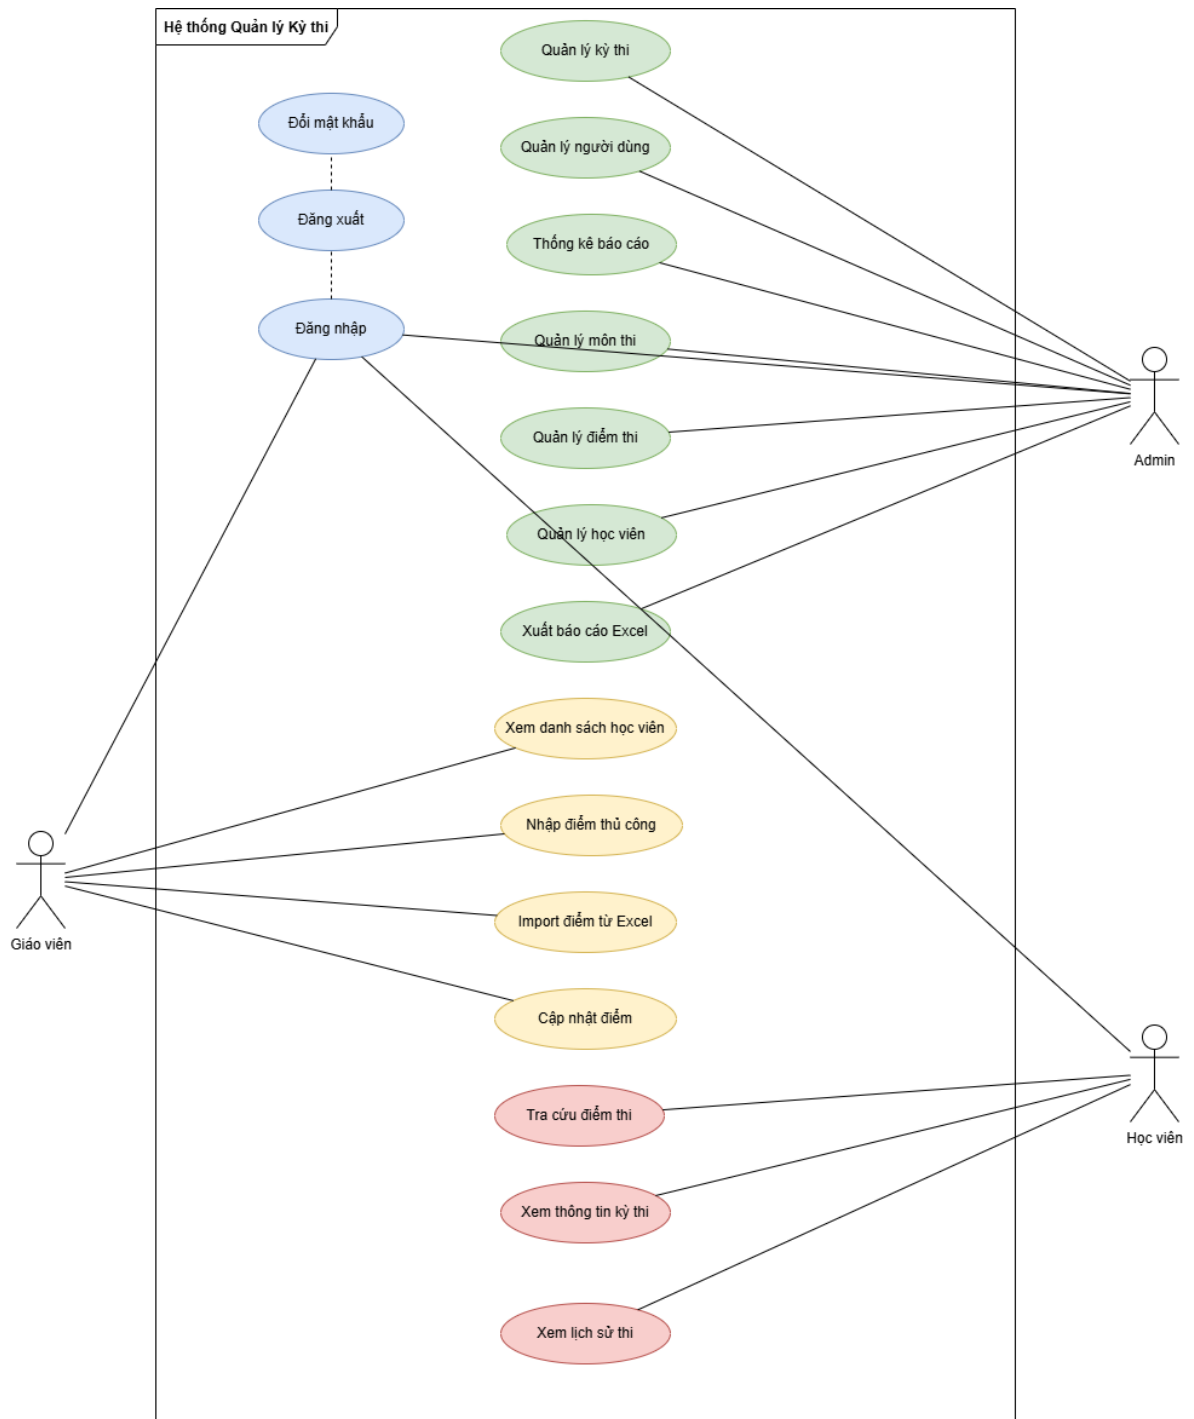 Hệ thống Quản lý Kỳ thi
Quản lý kỳ thi
Đổi mật khẩu
Quản lý người dùng
Đăng xuất
Thống kê báo cáo
Đăng nhập
Quản lý môn thi
Quản lý điểm thi
Admin
Quản lý học viên
Xuất báo cáo Excel
Xem danh sách học viên
Nhập điểm thủ công
Import điểm từ Excel
Giáo viên
Cập nhật điểm
Tra cứu điểm thi
Học viên
Xem thông tin kỳ thi
Xem lịch sử thi